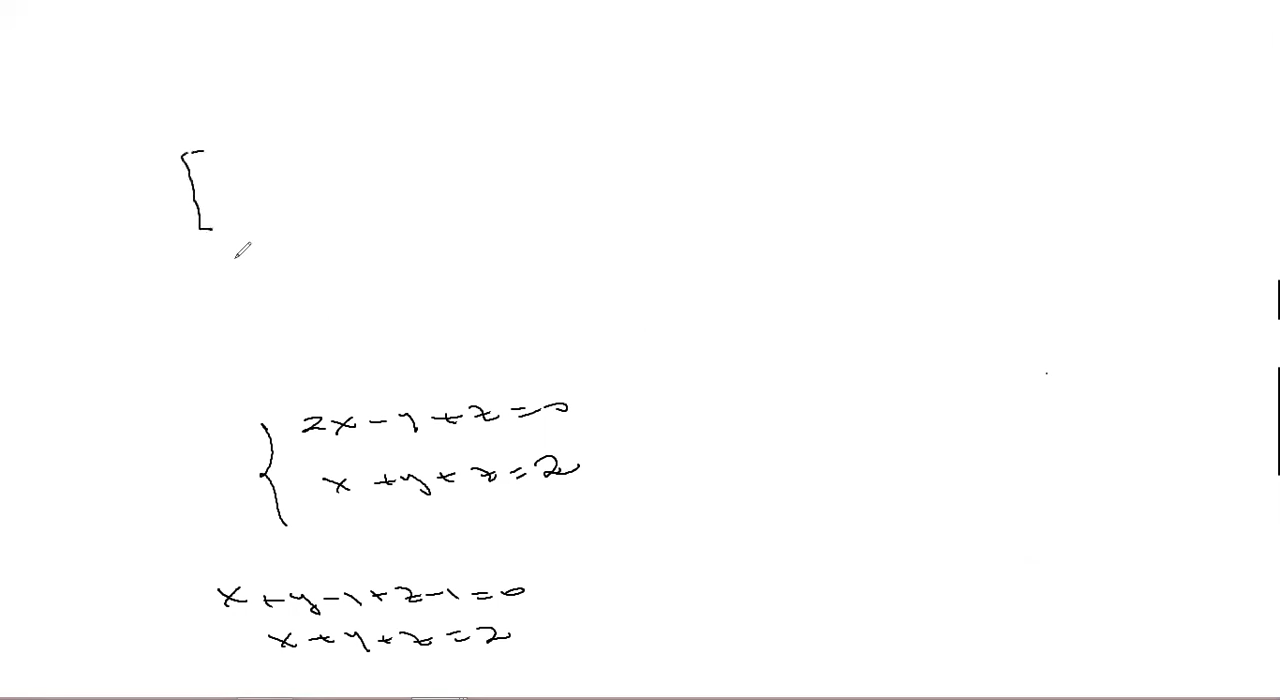 [
{ 2x - y + z = 0
x + y + z = 2
x + y - 1 + z - 1 = 0
x + y + z = 2